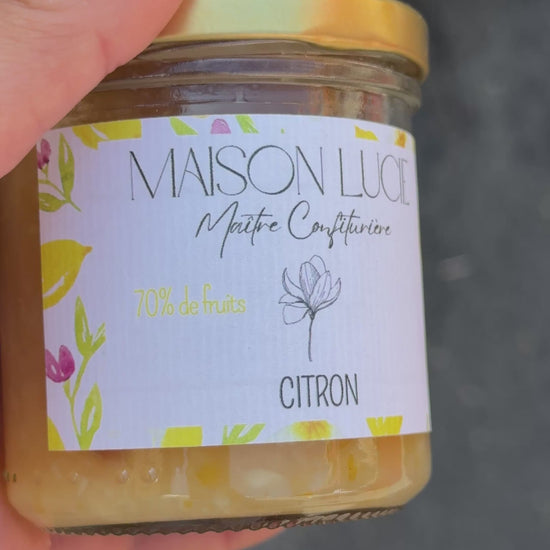 MAISON LUCIE
Maître Confiturière
70% de fruits
CITRON